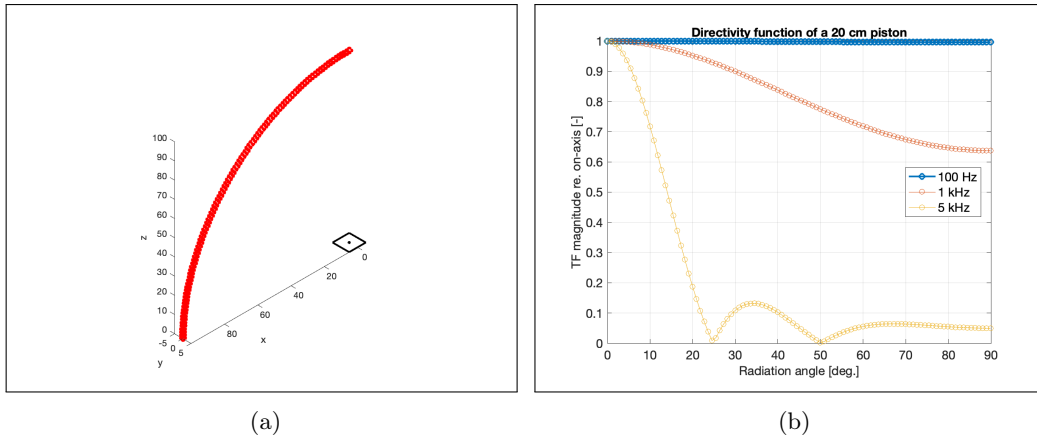 100
90
80
70
60
50
40
30
20
10
0
z
-5
0
5
y
80
60
40
20
0
x
(a)
Directivity function of a 20 cm piston
1
0.9
0.8
0.7
0.6
0.5
0.4
0.3
0.2
0.1
0
TF magnitude re. on-axis [-]
100 Hz
1 kHz
5 kHz
0 10 20 30 40 50 60 70 80 90
Radiation angle [deg.]
(b)